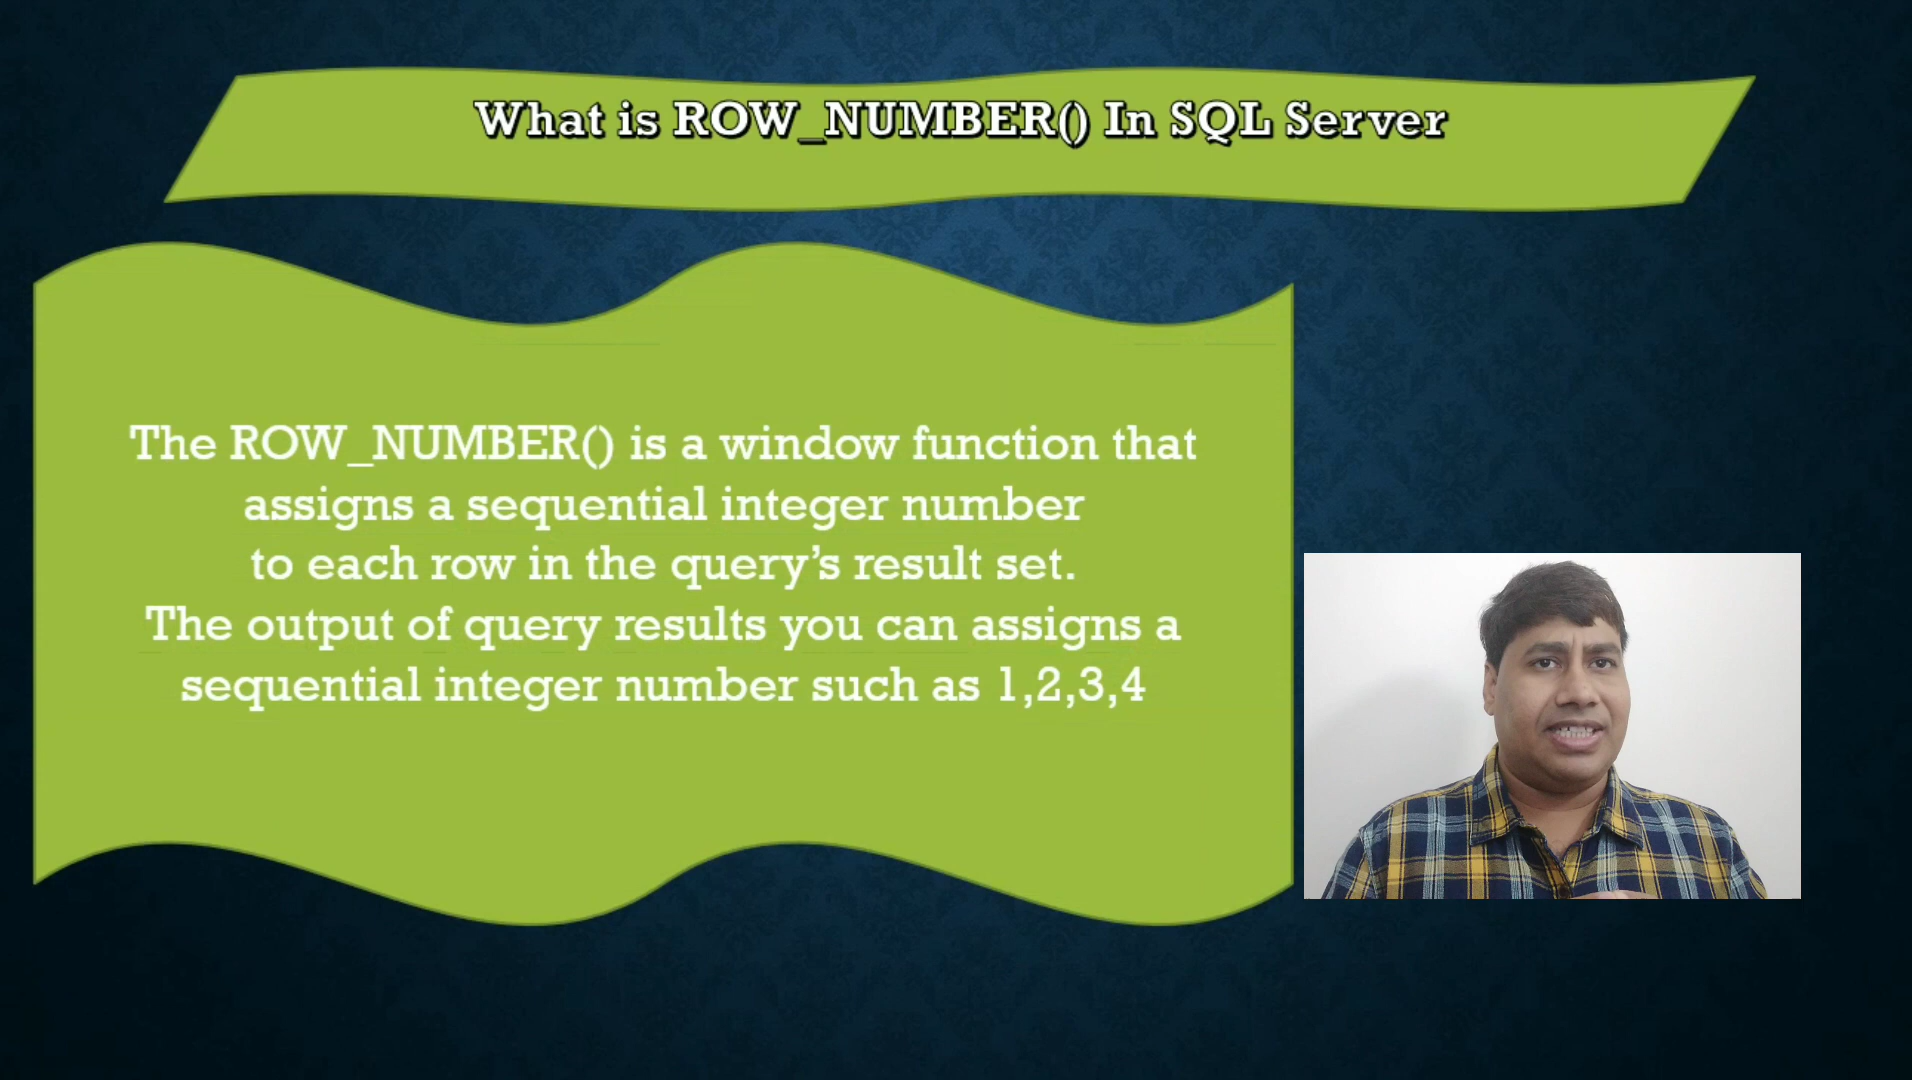 What is ROW_NUMBER() In SQL Server
The ROW_NUMBER() is a window function that
assigns a sequential integer number
to each row in the query’s result set.
The output of query results you can assigns a
sequential integer number such as 1,2,3,4